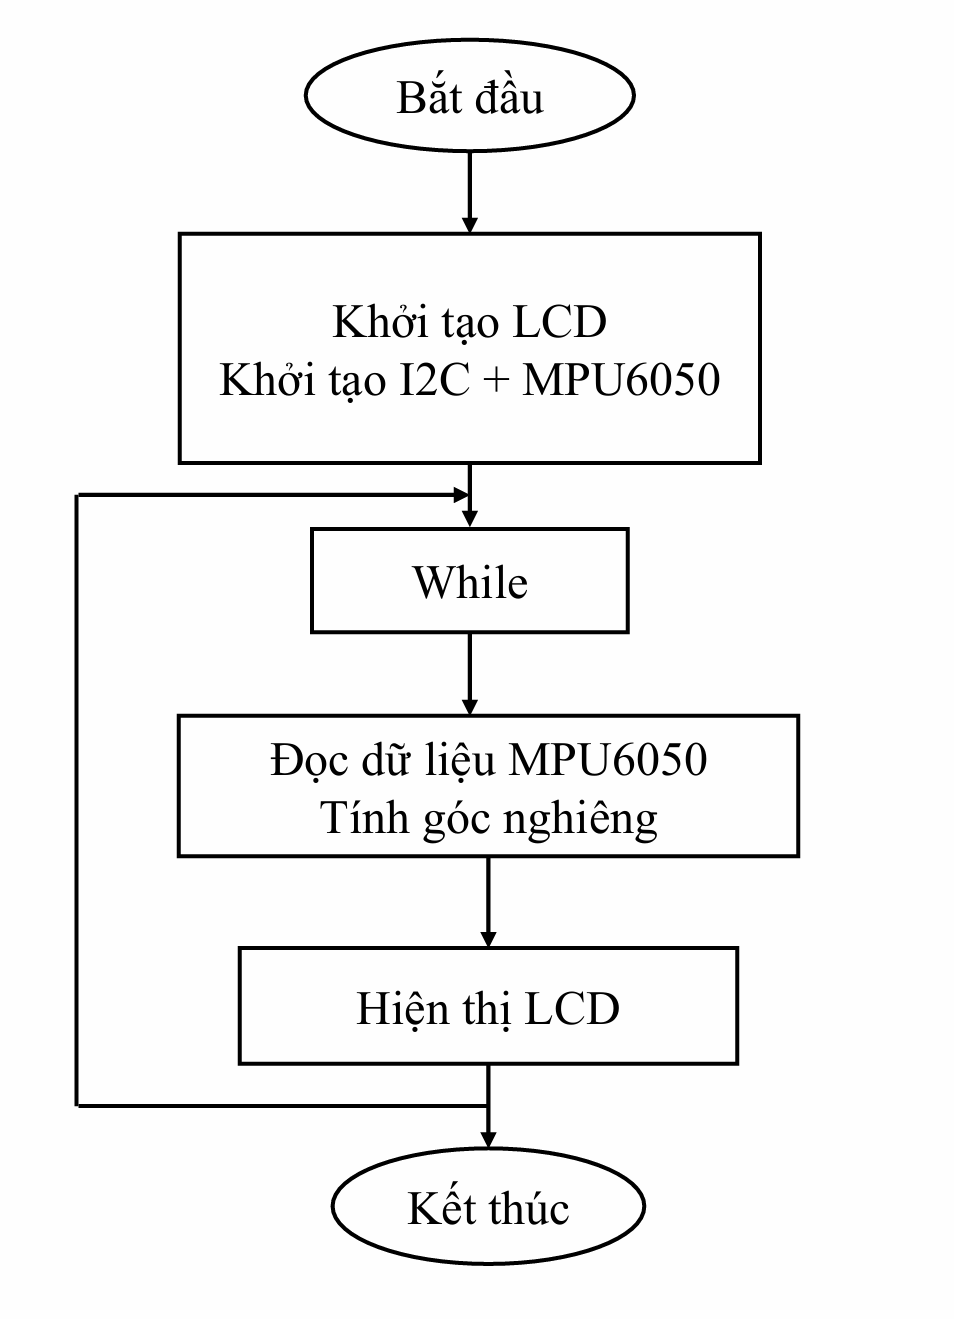 Bắt đầu
Khởi tạo LCD
Khởi tạo I2C + MPU6050
While
Đọc dữ liệu MPU6050
Tính góc nghiêng
Hiện thị LCD
Kết thúc